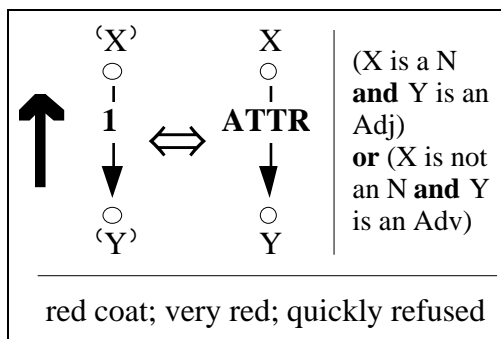 (X) X
1 ⇔ ATTR
(Y) Y
(X is a N
and Y is an
Adj)
or (X is not
an N and Y
is an Adv)
red coat; very red; quickly refused